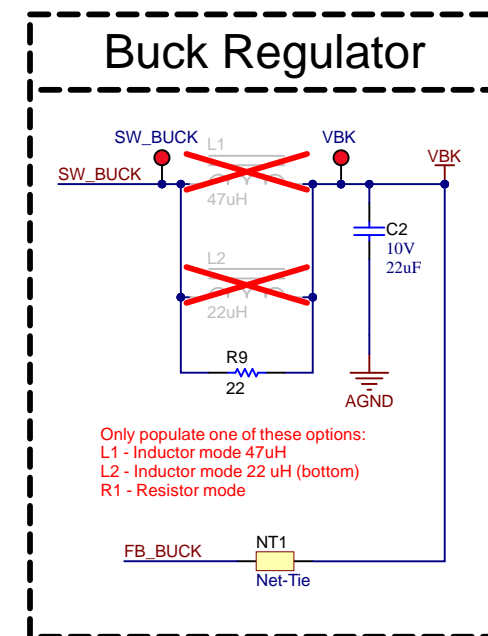 Buck Regulator
SW_BUCK
L1
VBK
VBK
SW_BUCK
47uH
C2
10V
22uF
L2
22uH
R9
22
AGND
Only populate one of these options:
L1 - Inductor mode 47uH
L2 - Inductor mode 22 uH (bottom)
R1 - Resistor mode
NT1
FB_BUCK
Net-Tie